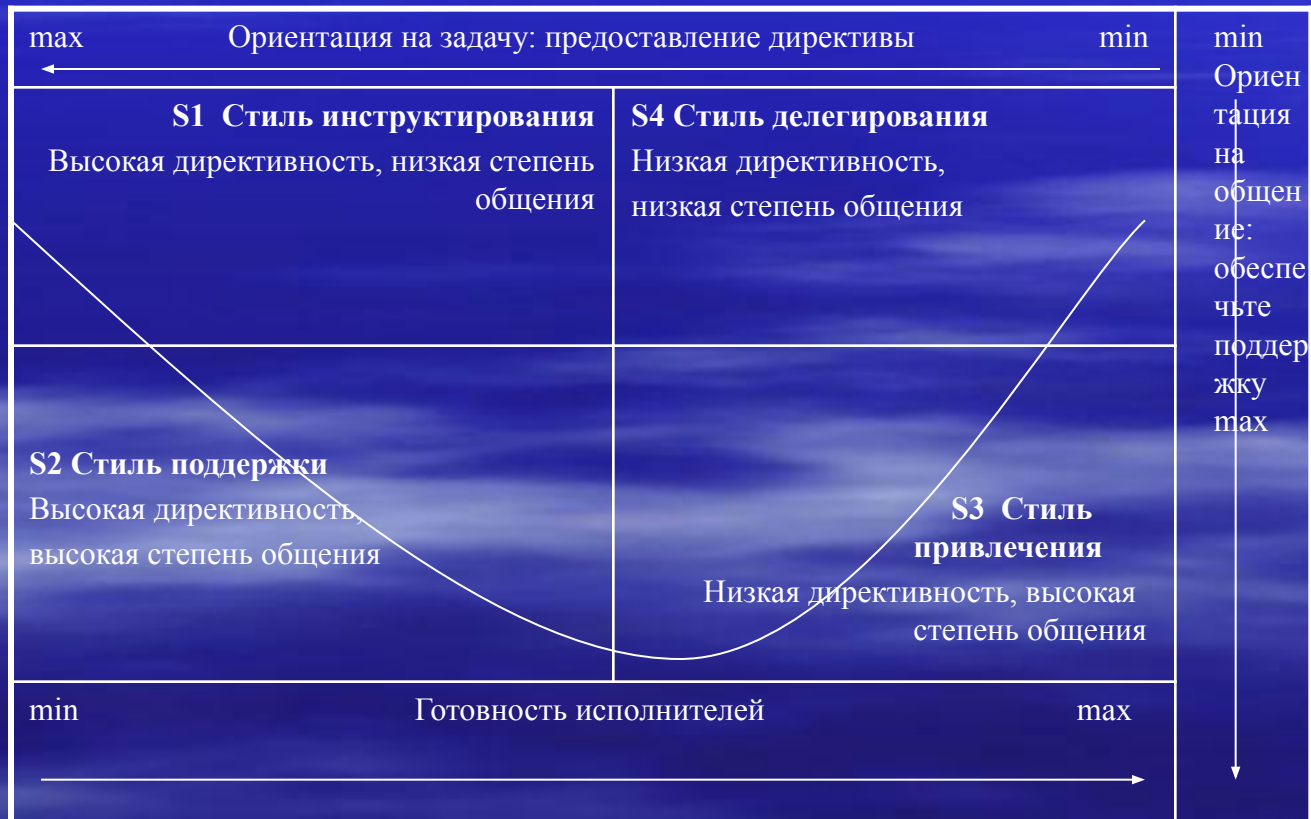 max Ориентация на задачу: предоставление директивы min
min
Ориен
тация
на
общен
ие:
обеспе
чьте
поддер
жку
max
S1 Стиль инструктирования
Высокая директивность, низкая степень
общения
S4 Стиль делегирования
Низкая директивность,
низкая степень общения
S2 Стиль поддержки
Высокая директивность,
высокая степень общения
S3 Стиль
привлечения
Низкая директивность, высокая
степень общения
min Готовность исполнителей max